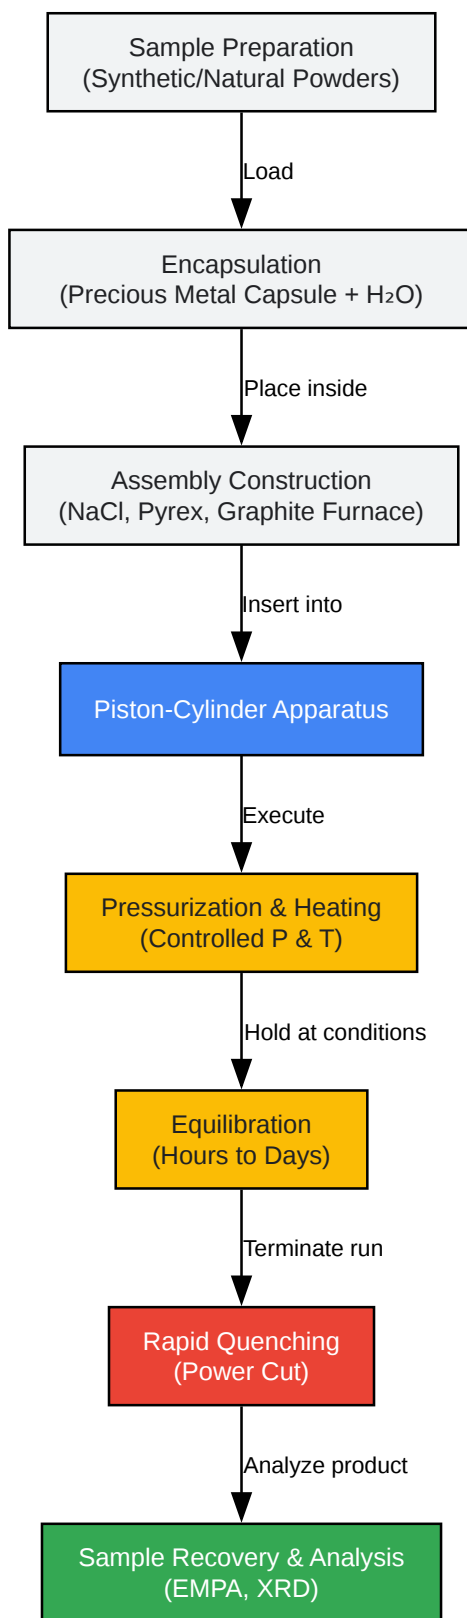 Sample Preparation
(Synthetic/Natural Powders)
Load
Encapsulation
(Precious Metal Capsule + H₂O)
Place inside
Assembly Construction
(NaCl, Pyrex, Graphite Furnace)
Insert into
Piston-Cylinder Apparatus
Execute
Pressurization & Heating
(Controlled P & T)
Hold at conditions
Equilibration
(Hours to Days)
Terminate run
Rapid Quenching
(Power Cut)
Analyze product
Sample Recovery & Analysis
(EMPA, XRD)